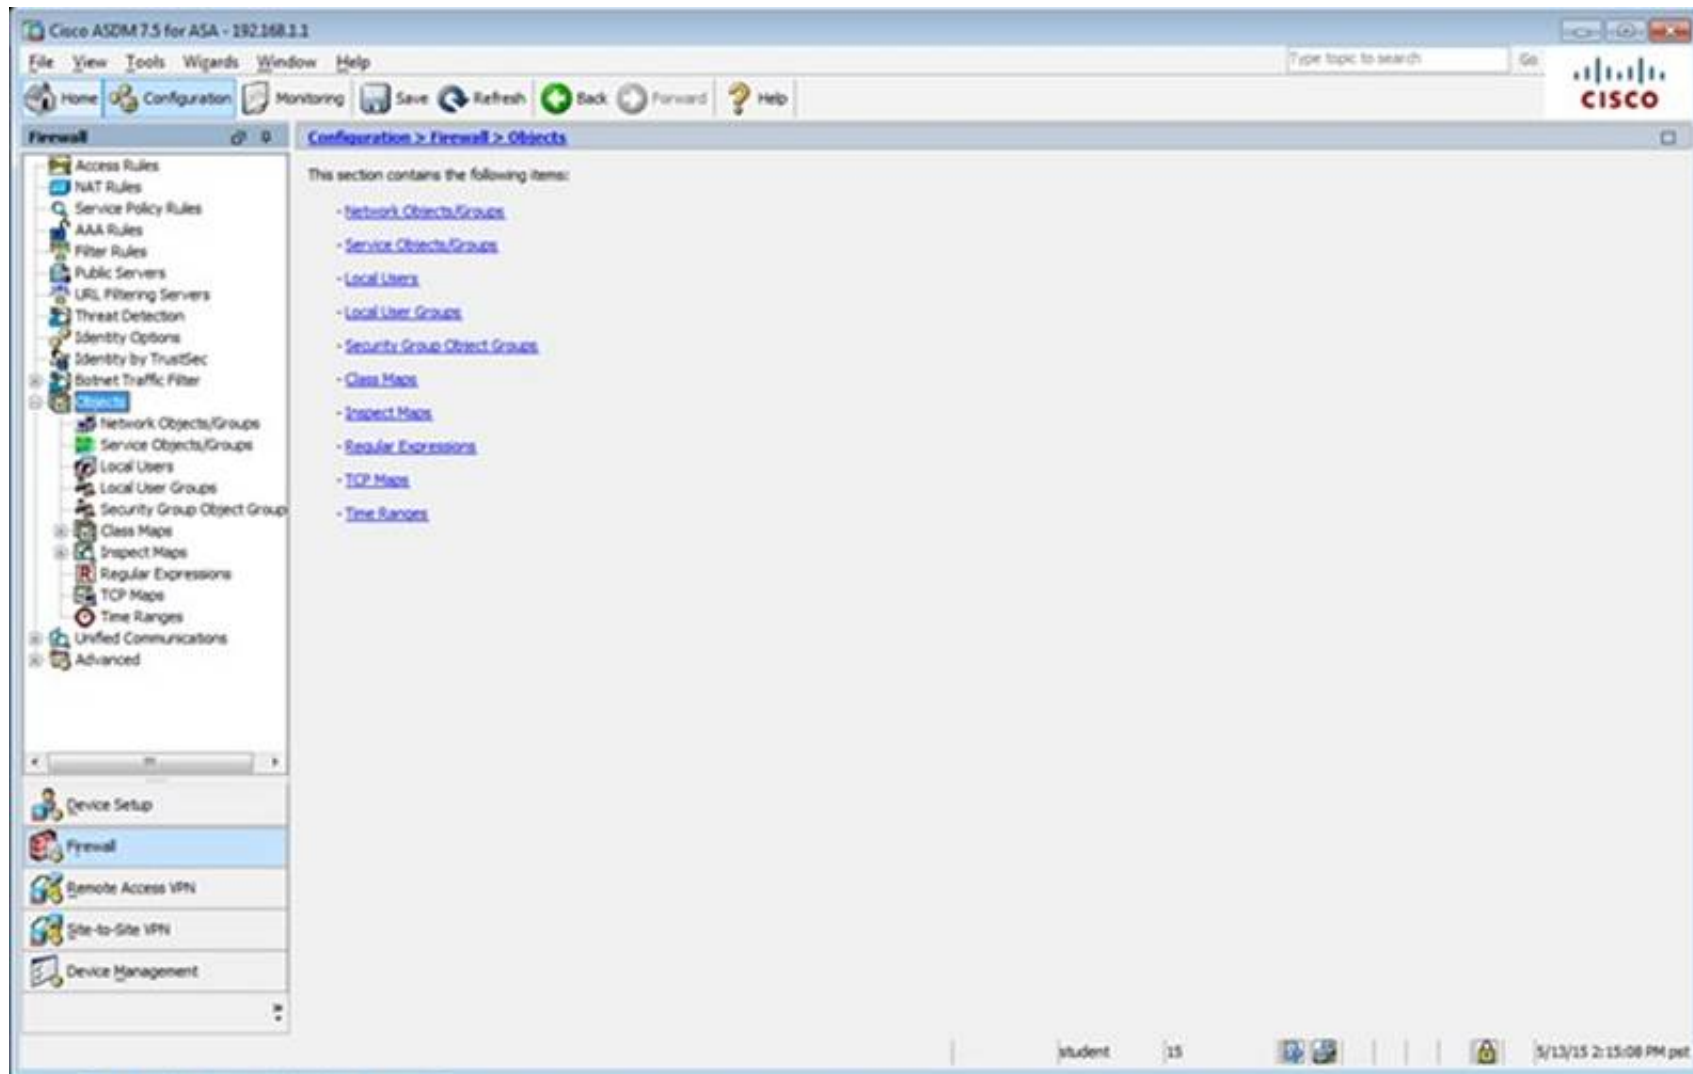 Cisco ASDM 7.5 for ASA - 192.168.1.1
File View Tools Wizards Window Help
Type topic to search Go
Home Configuration Monitoring Save Refresh Back Forward Help
CISCO
Firewall
Configuration > Firewall > Objects
Access Rules
NAT Rules
Service Policy Rules
AAA Rules
Filter Rules
Public Servers
URL Filtering Servers
Threat Detection
Identity Options
Identity by TrustSec
Botnet Traffic Filter
Objects
Network Objects/Groups
Service Objects/Groups
Local Users
Local User Groups
Security Group Object Group
Class Maps
Inspect Maps
Regular Expressions
TCP Maps
Time Ranges
Unified Communications
Advanced
Device Setup
Firewall
Remote Access VPN
Site-to-Site VPN
Device Management
This section contains the following items:
- Network Objects/Groups
- Service Objects/Groups
- Local Users
- Local User Groups
- Security Group Object Groups
- Class Maps
- Inspect Maps
- Regular Expressions
- TCP Maps
- Time Ranges
student 15 5/13/15 2:15:08 PM pst